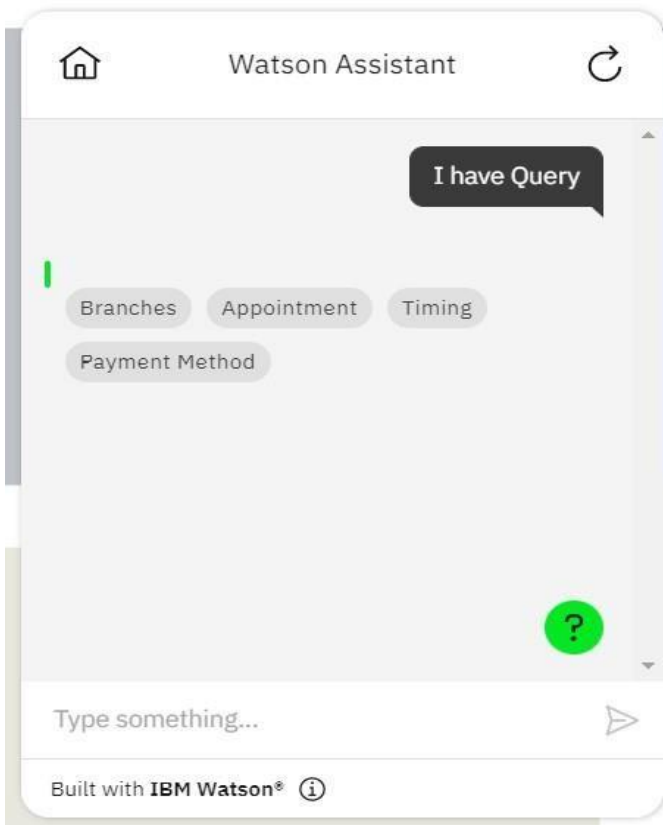 Watson Assistant
I have Query
Branches Appointment Timing
Payment Method
?
Type something...
Built with IBM Watson®